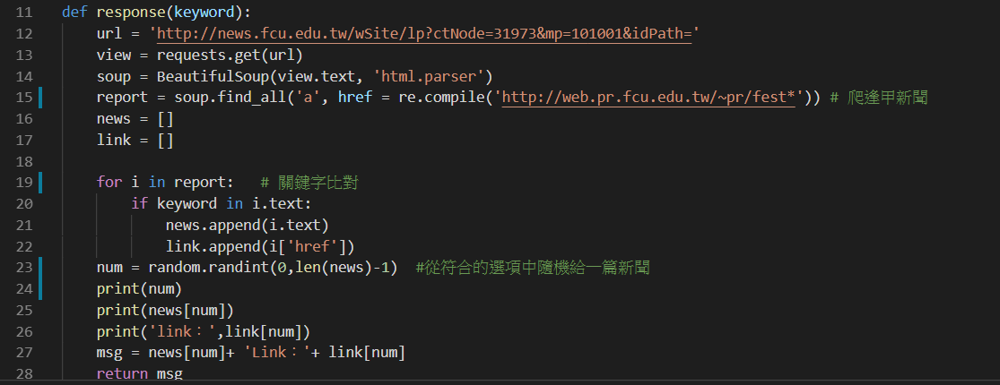 11 def response(keyword):
12     url = 'http://news.fcu.edu.tw/wSite/lp?ctNode=31973&mp=101001&idPath='
13     view = requests.get(url)
14     soup = BeautifulSoup(view.text, 'html.parser')
15     report = soup.find_all('a', href = re.compile('http://web.pr.fcu.edu.tw/~pr/fest*')) # 爬逢甲新聞
16     news = []
17     link = []
18
19     for i in report:   # 關鍵字比對
20         if keyword in i.text:
21             news.append(i.text)
22             link.append(i['href'])
23     num = random.randint(0,len(news)-1)  #從符合的選項中隨機給一篇新聞
24     print(num)
25     print(news[num])
26     print('link：',link[num])
27     msg = news[num]+ 'Link：'+ link[num]
28     return msg